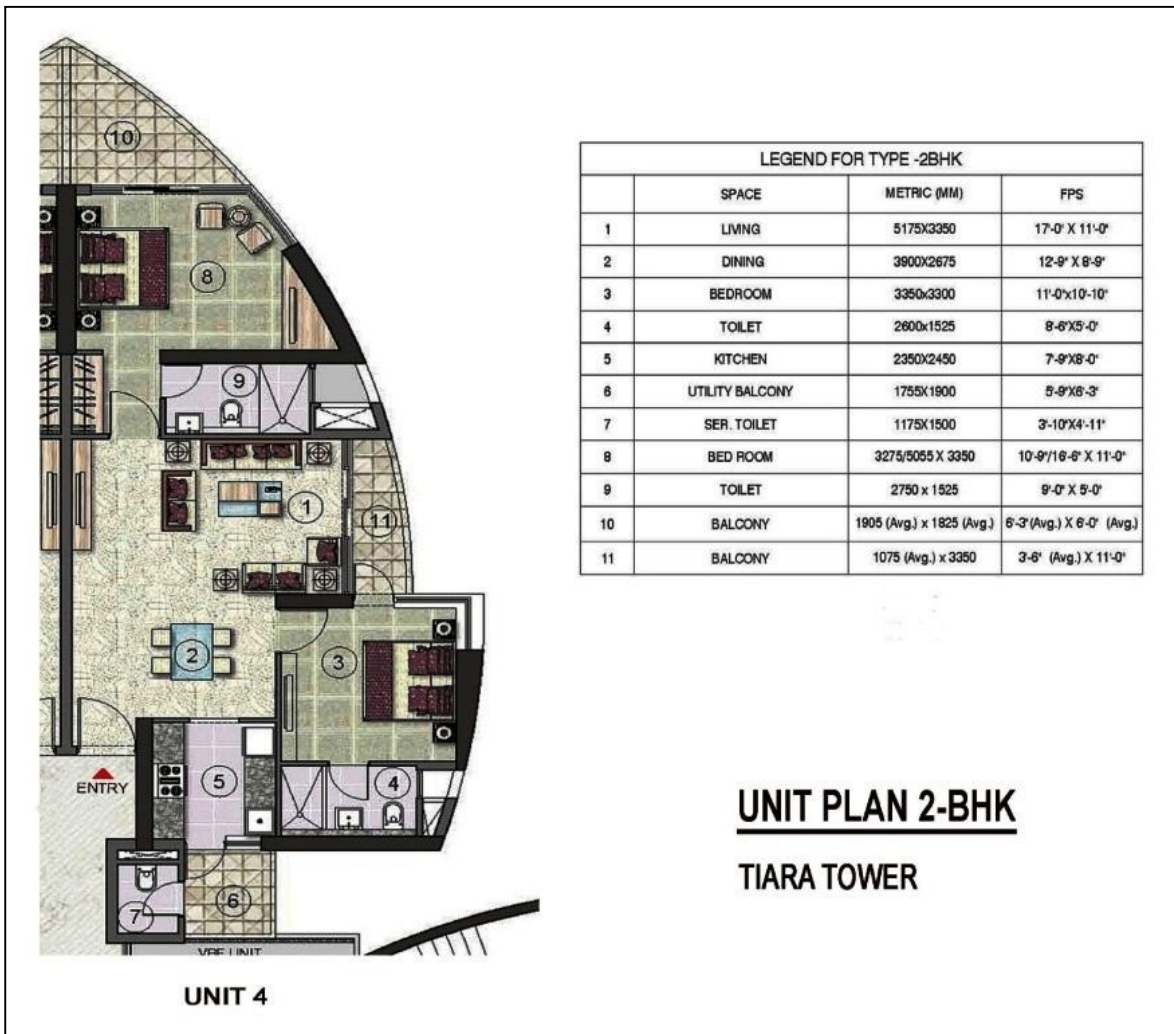 10
8
9
1
11
2
3
ENTRY
5
4
7
6
VRF UNIT
UNIT 4
LEGEND FOR TYPE -2BHK
SPACE METRIC (MM) FPS
1 LIVING 5175X3350 17'-0" X 11'-0"
2 DINING 3900X2675 12'-9" X 8'-9"
3 BEDROOM 3350x3300 11'-0"x10'-10"
4 TOILET 2600x1525 8'-6"X5'-0"
5 KITCHEN 2350X2450 7'-9"X8'-0"
6 UTILITY BALCONY 1755X1900 5'-9"X6'-3"
7 SER. TOILET 1175X1500 3'-10"X4'-11"
8 BED ROOM 3275/5055 X 3350 10'-9"/16'-6" X 11'-0"
9 TOILET 2750 x 1525 9'-0" X 5'-0"
10 BALCONY 1905 (Avg.) x 1825 (Avg.) 6'-3"(Avg.) X 6'-0" (Avg.)
11 BALCONY 1075 (Avg.) x 3350 3'-6" (Avg.) X 11'-0"
UNIT PLAN 2-BHK
TIARA TOWER